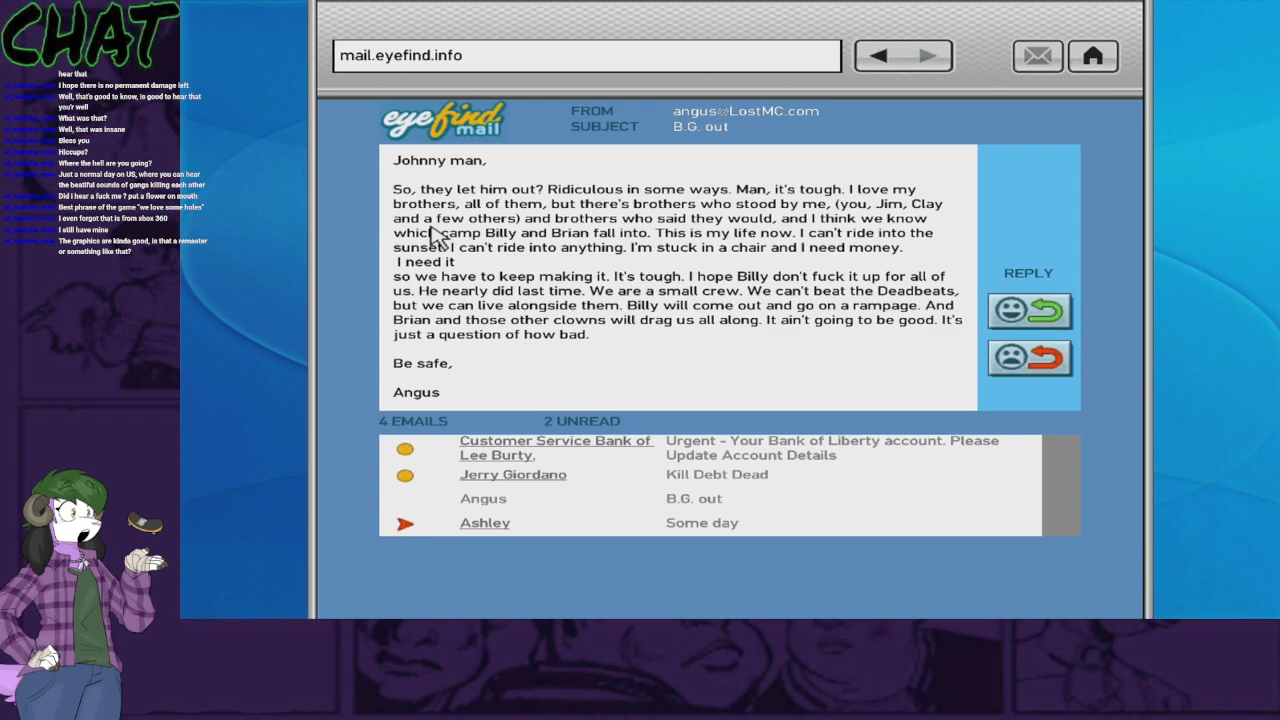 CHAT
hear that
I hope there is no permanent damage left
Well, that's good to know, is good to hear that
you'r well
What was that?
Well, that was insane
Bless you
Hiccups?
Where the hell are you going?
Just a normal day on US, where you can hear
the beatiful sounds of gangs killing each other
Did i hear a fuck me ? put a flower on mouth
Best phrase of the game "we love some holes"
I even forgot that is from xbox 360
I still have mine
The graphics are kinda good, is that a remaster
or something like that?
mail.eyefind.info
eyefind mail
FROM angus@LostMC.com
SUBJECT B.G. out
Johnny man,
So, they let him out? Ridiculous in some ways. Man, it's tough. I love my
brothers, all of them, but there's brothers who stood by me, (you, Jim, Clay
and a few others) and brothers who said they would, and I think we know
which camp Billy and Brian fall into. This is my life now. I can't ride into the
sunset. I can't ride into anything. I'm stuck in a chair and I need money.
I need it
so we have to keep making it. It's tough. I hope Billy don't fuck it up for all of
us. He nearly did last time. We are a small crew. We can't beat the Deadbeats,
but we can live alongside them. Billy will come out and go on a rampage. And
Brian and those other clowns will drag us all along. It ain't going to be good. It's
just a question of how bad.
Be safe,
Angus
REPLY
4 EMAILS 2 UNREAD
Customer Service Bank of Urgent - Your Bank of Liberty account. Please
Lee Burty. Update Account Details
Jerry Giordano Kill Debt Dead
Angus B.G. out
Ashley Some day